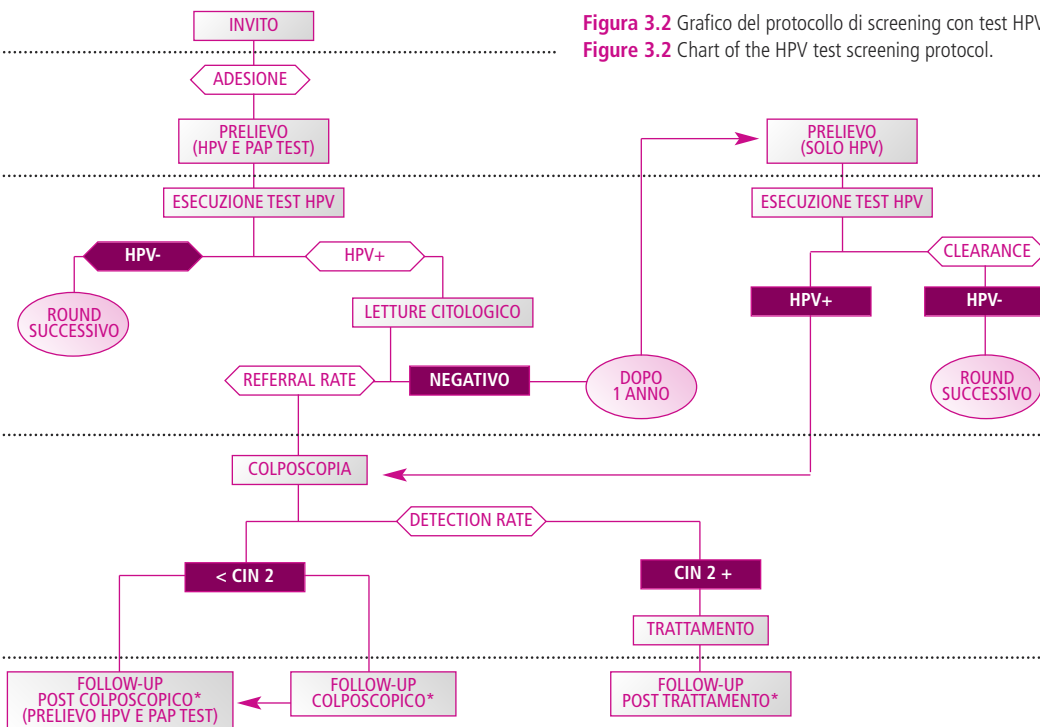 INVITO
Figura 3.2 Grafico del protocollo di screening con test HPV
Figure 3.2 Chart of the HPV test screening protocol.
ADESIONE
PRELIEVO
(HPV E PAP TEST)
PRELIEVO
(SOLO HPV)
ESECUZIONE TEST HPV
ESECUZIONE TEST HPV
HPV-
HPV+
CLEARANCE
ROUND
SUCCESSIVO
LETTURE CITOLOGICO
HPV+
HPV-
REFERRAL RATE
NEGATIVO
DOPO
1 ANNO
ROUND
SUCCESSIVO
COLPOSCOPIA
DETECTION RATE
< CIN 2
CIN 2 +
TRATTAMENTO
FOLLOW-UP
POST COLPOSCOPICO*
(PRELIEVO HPV E PAP TEST)
FOLLOW-UP
COLPOSCOPICO*
FOLLOW-UP
POST TRATTAMENTO*